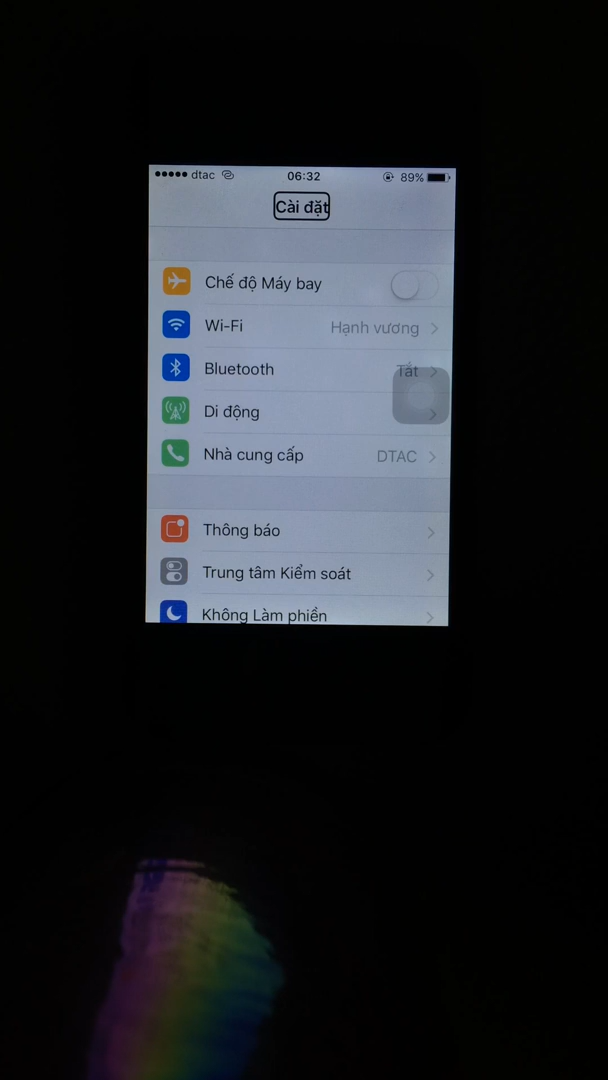 dtac 06:32 89%
Cài đặt
Chế độ Máy bay
Wi-Fi Hạnh vương
Bluetooth Tắt
Di động
Nhà cung cấp DTAC
Thông báo
Trung tâm Kiểm soát
Không Làm phiền